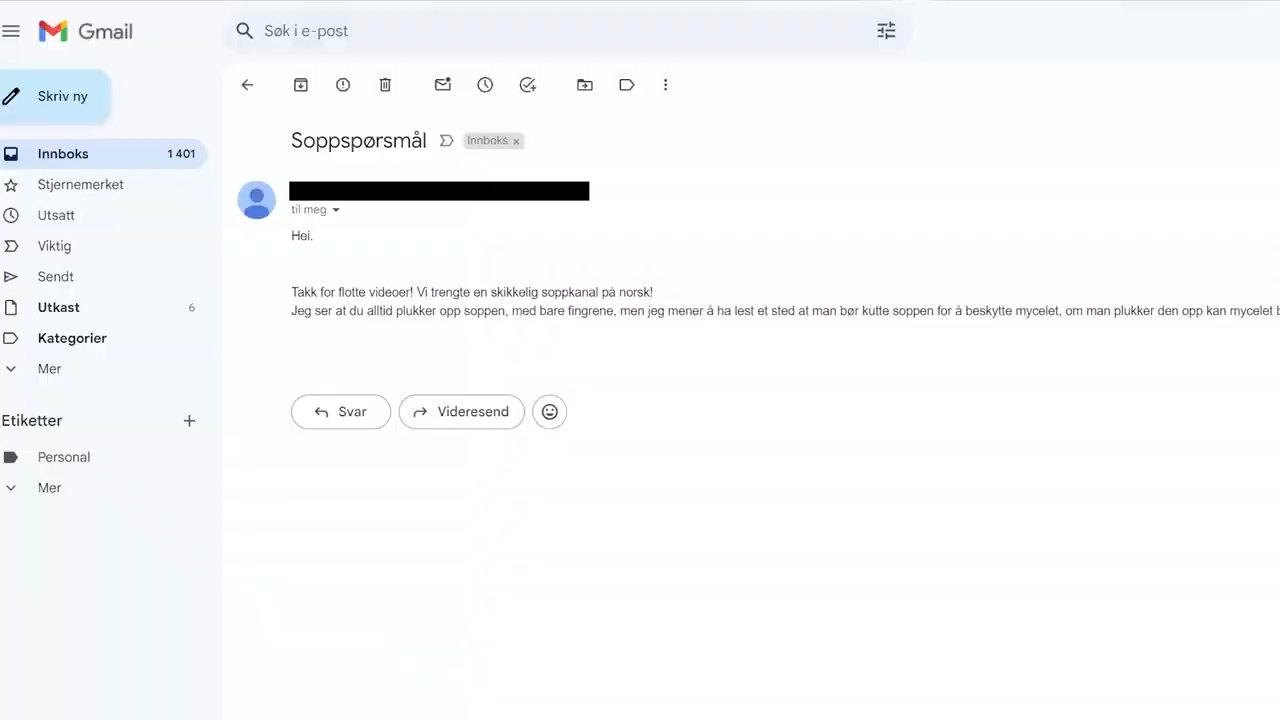 Gmail
Søk i e-post
Skriv ny
Innboks 1 401
Stjernemerket
Utsatt
Viktig
Sendt
Utkast 6
Kategorier
Mer
Etiketter +
Personal
Mer
Soppspørsmål Innboks x
til meg
Hei.
Takk for flotte videoer! Vi trengte en skikkelig soppkanal på norsk!
Jeg ser at du alltid plukker opp soppen, med bare fingrene, men jeg mener å ha lest et sted at man bør kutte soppen for å beskytte mycelet, om man plukker den opp kan mycelet
Svar
Videresend